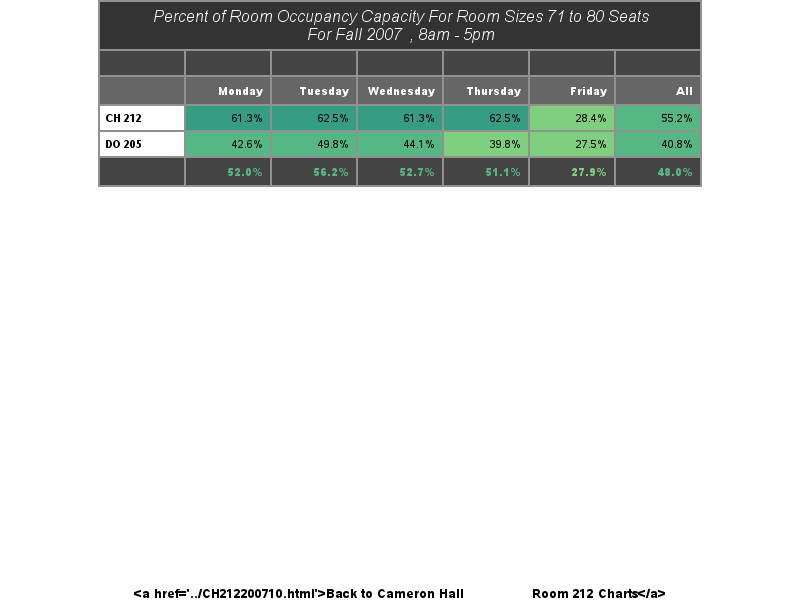 Percent of Room Occupancy Capacity For Room Sizes 71 to 80 Seats
For Fall 2007 , 8am - 5pm
Monday Tuesday Wednesday Thursday Friday All
CH 212 61.3% 62.5% 61.3% 62.5% 28.4% 55.2%
DO 205 42.6% 49.8% 44.1% 39.8% 27.5% 40.8%
52.0% 56.2% 52.7% 51.1% 27.9% 48.0%
<a href='../CH212200710.html'>Back to Cameron Hall Room 212 Charts</a>